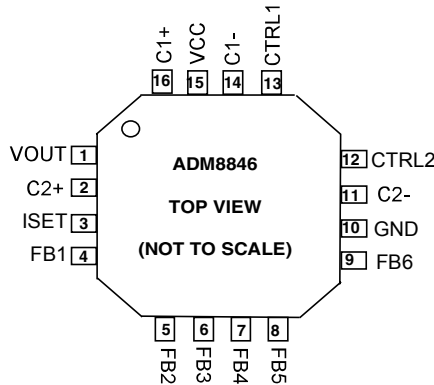 C1+ VCC C1- CTRL1
16 15 14 13
VOUT 1
C2+ 2
ISET 3
FB1 4
ADM8846
TOP VIEW
(NOT TO SCALE)
12 CTRL2
11 C2-
10 GND
9 FB6
5 6 7 8
FB2 FB3 FB4 FB5